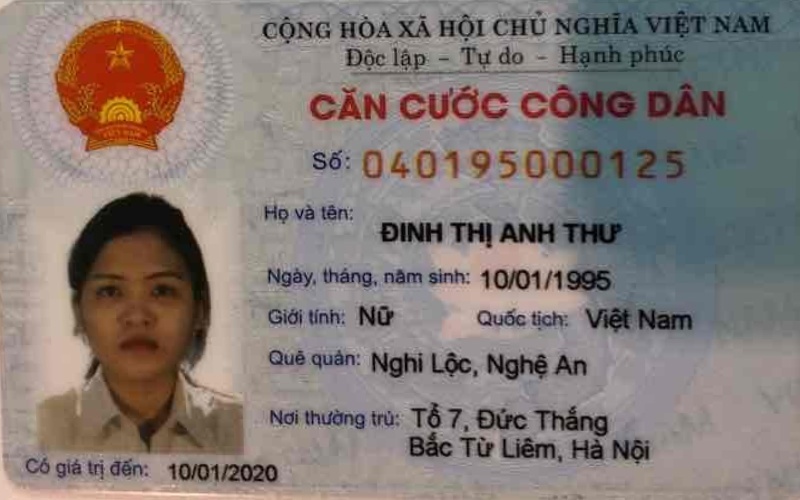 CỘNG HÒA XÃ HỘI CHỦ NGHĨA VIỆT NAM
Độc lập - Tự do - Hạnh phúc
CĂN CƯỚC CÔNG DÂN
Số: 040195000125
Họ và tên:
ĐINH THỊ ANH THƯ
Ngày, tháng, năm sinh: 10/01/1995
Giới tính: Nữ Quốc tịch: Việt Nam
Quê quán: Nghi Lộc, Nghệ An
Nơi thường trú: Tổ 7, Đức Thắng
Bắc Từ Liêm, Hà Nội
Có giá trị đến: 10/01/2020